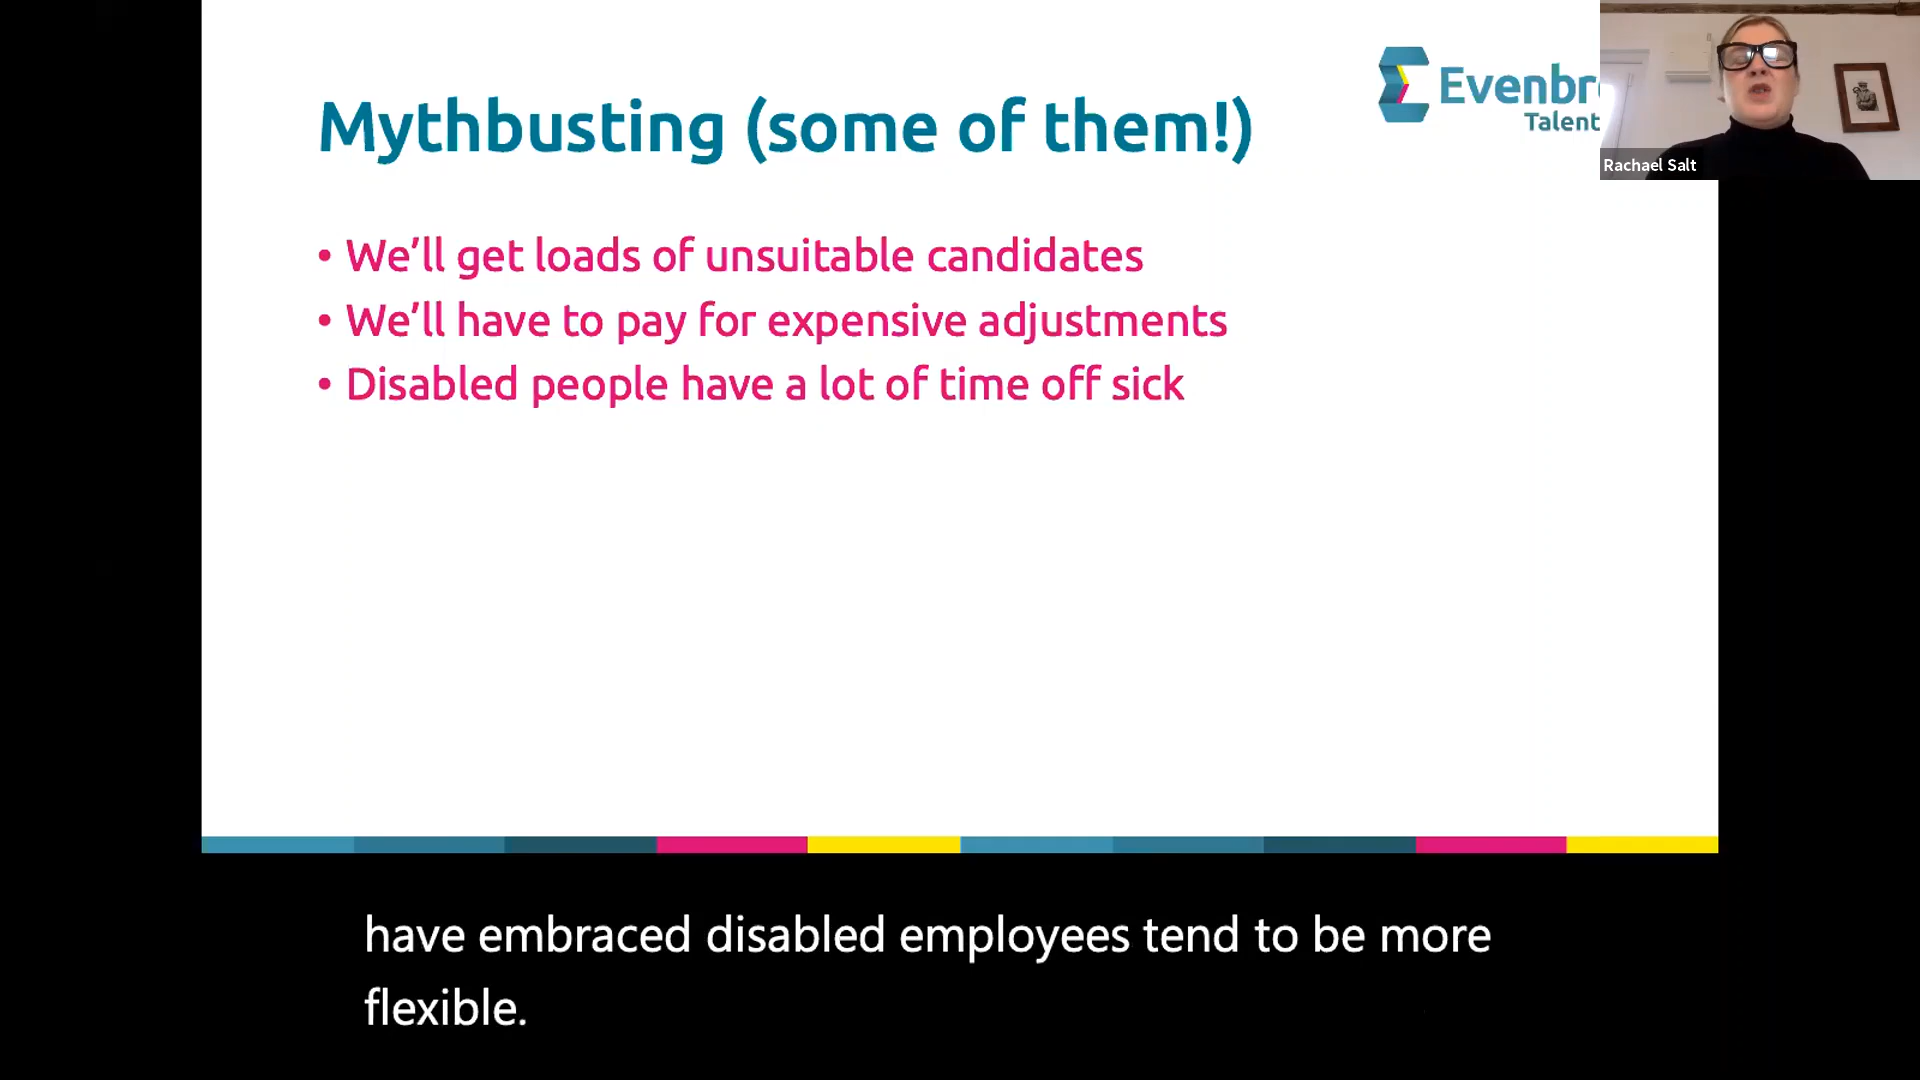 Mythbusting (some of them!)
Evenbr
Talent
Rachael Salt
• We'll get loads of unsuitable candidates
• We'll have to pay for expensive adjustments
• Disabled people have a lot of time off sick
have embraced disabled employees tend to be more
flexible.